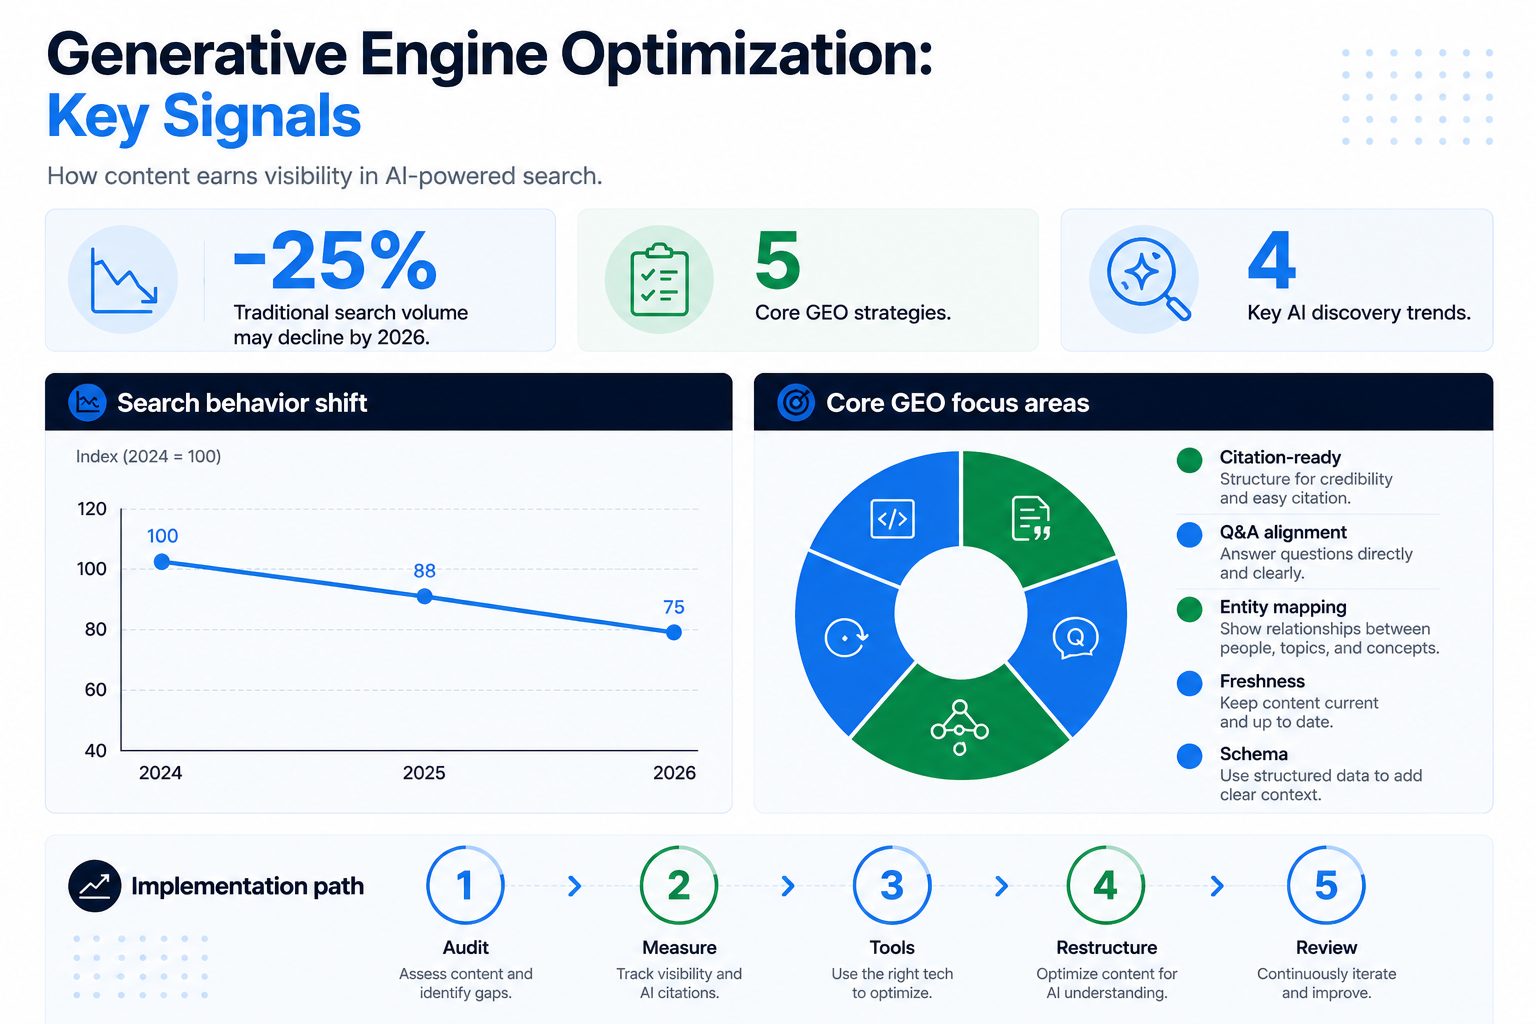 Generative Engine Optimization:
Key Signals
How content earns visibility in AI-powered search.
-25%
Traditional search volume
may decline by 2026.
5
Core GEO strategies.
4
Key AI discovery trends.
Search behavior shift
Index (2024 = 100)
120
100
80
60
40
100
88
75
2024
2025
2026
Core GEO focus areas
</>
Q
Citation-ready
Structure for credibility
and easy citation.
Q&A alignment
Answer questions directly
and clearly.
Entity mapping
Show relationships between
people, topics, and concepts.
Freshness
Keep content current
and up to date.
Schema
Use structured data to add
clear context.
Implementation path
1
Audit
Assess content and
identify gaps.
2
Measure
Track visibility and
AI citations.
3
Tools
Use the right tech
to optimize.
4
Restructure
Optimize content for
AI understanding.
5
Review
Continuously iterate
and improve.